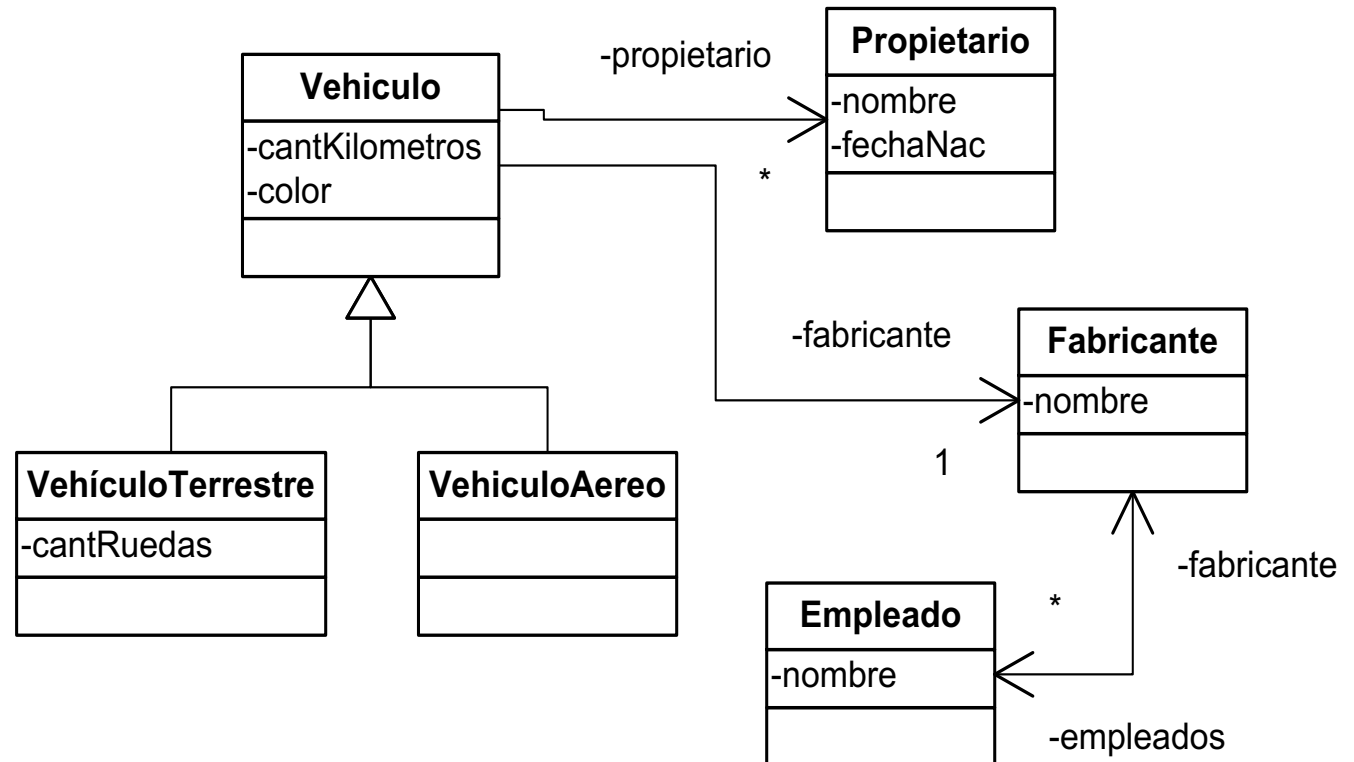 Propietario
-propietario
-nombre
-fechaNac
*
Vehiculo
-cantKilometros
-color
-fabricante
1
Fabricante
-nombre
VehículoTerrestre
-cantRuedas
VehiculoAereo
-fabricante
*
Empleado
-nombre
-empleados